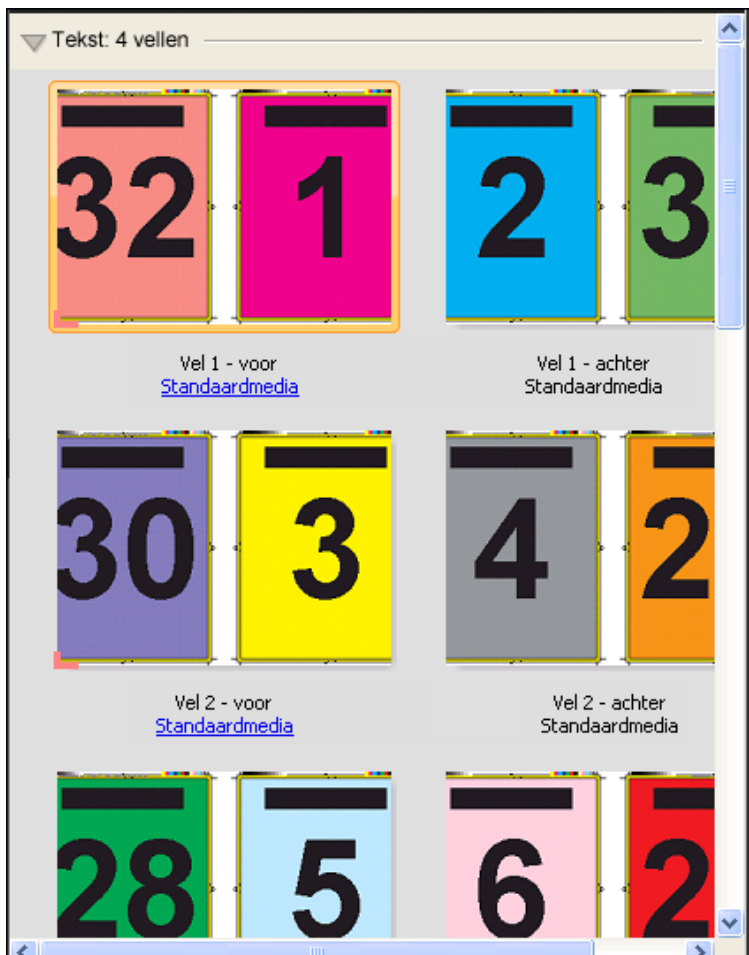 Tekst: 4 vellen
32 1 2 3
Vel 1 - voor Vel 1 - achter
Standaardmedia Standaardmedia
30 3 4 2
Vel 2 - voor Vel 2 - achter
Standaardmedia Standaardmedia
28 5 6 2